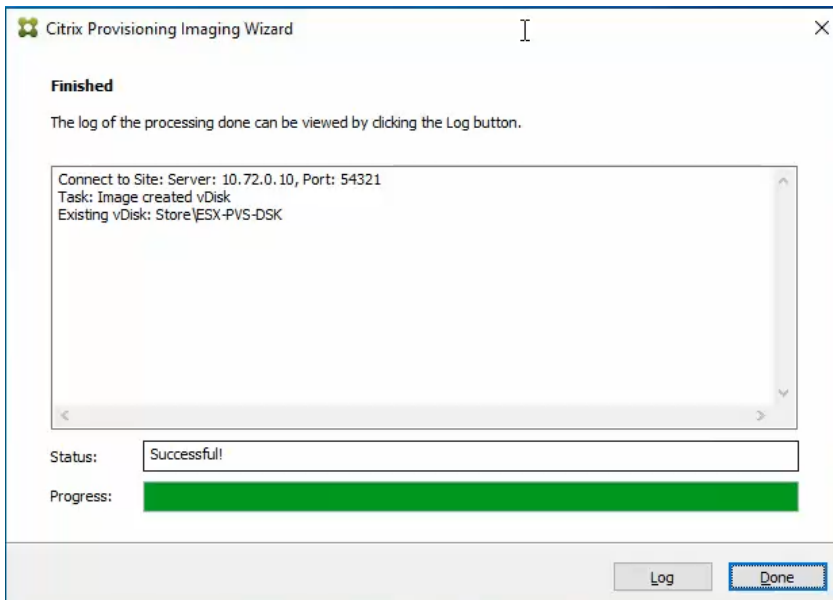 Citrix Provisioning Imaging Wizard
Finished
The log of the processing done can be viewed by clicking the Log button.
Connect to Site: Server: 10.72.0.10, Port: 54321
Task: Image created vDisk
Existing vDisk: Store\ESX-PVS-DSK
Status: Successful!
Progress:
Log Done